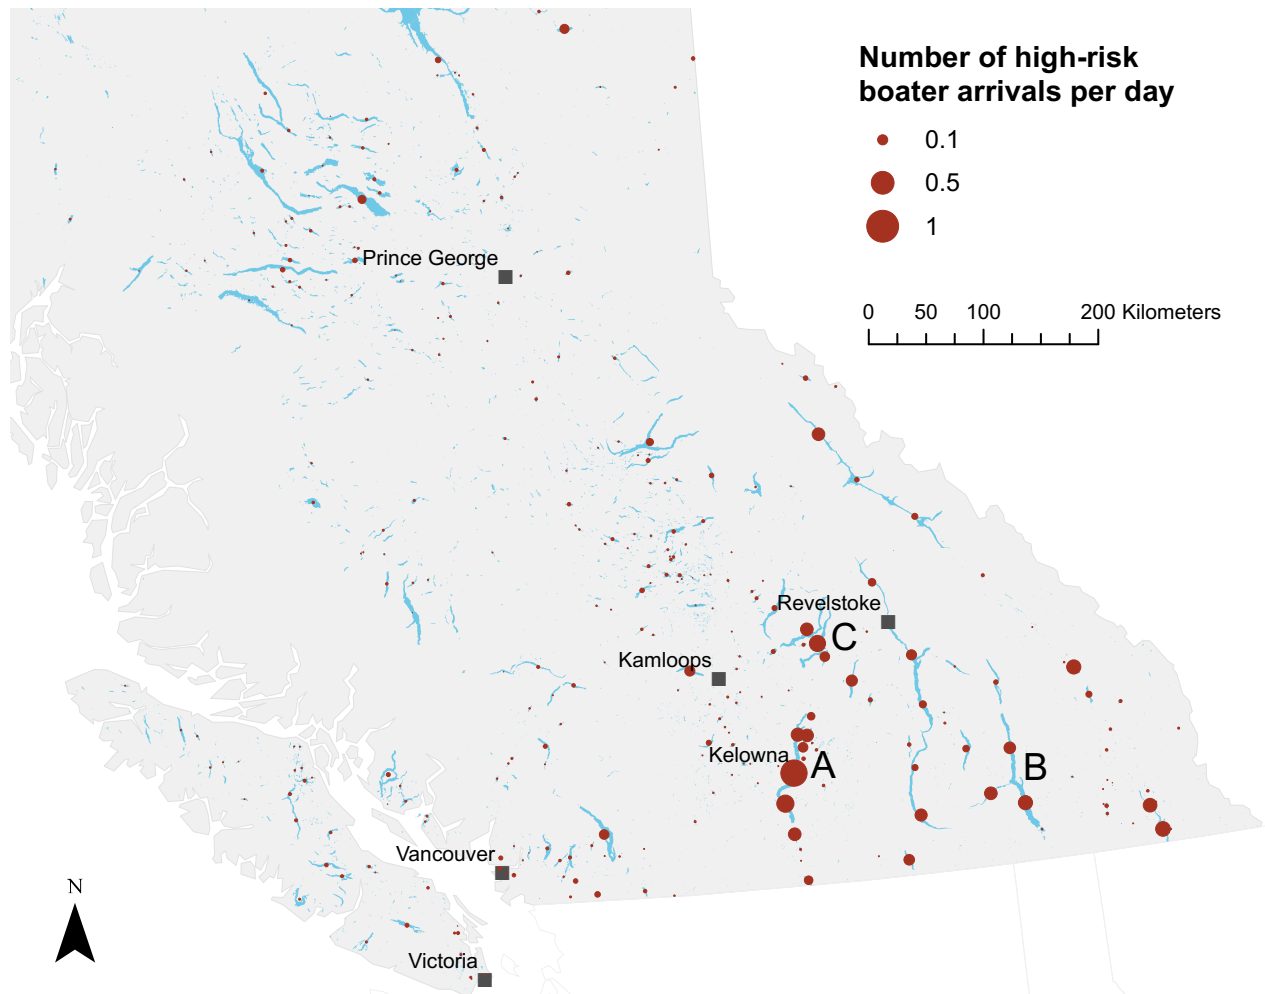 Number of high-risk
boater arrivals per day
0.1
0.5
1
0 50 100 200 Kilometers
Prince George
Revelstoke
C
Kamloops
Kelowna
A
B
Vancouver
N
Victoria